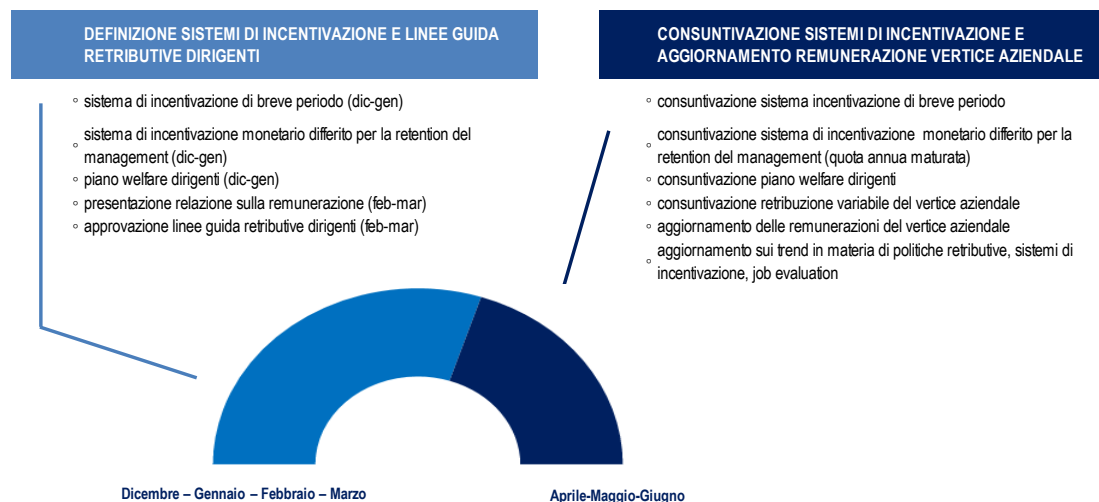 DEFINIZIONE SISTEMI DI INCENTIVAZIONE E LINEE GUIDA
RETRIBUTIVE DIRIGENTI
◦ sistema di incentivazione di breve periodo (dic-gen)
◦ sistema di incentivazione monetario differito per la retention del
management (dic-gen)
◦ piano welfare dirigenti (dic-gen)
◦ presentazione relazione sulla remunerazione (feb-mar)
◦ approvazione linee guida retributive dirigenti (feb-mar)
CONSUNTIVAZIONE SISTEMI DI INCENTIVAZIONE E
AGGIORNAMENTO REMUNERAZIONE VERTICE AZIENDALE
◦ consuntivazione sistema incentivazione di breve periodo
◦ consuntivazione sistema di incentivazione monetario differito per la
retention del management (quota annua maturata)
◦ consuntivazione piano welfare dirigenti
◦ consuntivazione retribuzione variabile del vertice aziendale
◦ aggiornamento delle remunerazioni del vertice aziendale
◦ aggiornamento sui trend in materia di politiche retributive, sistemi di
incentivazione, job evaluation
Dicembre – Gennaio – Febbraio – Marzo
Aprile-Maggio-Giugno